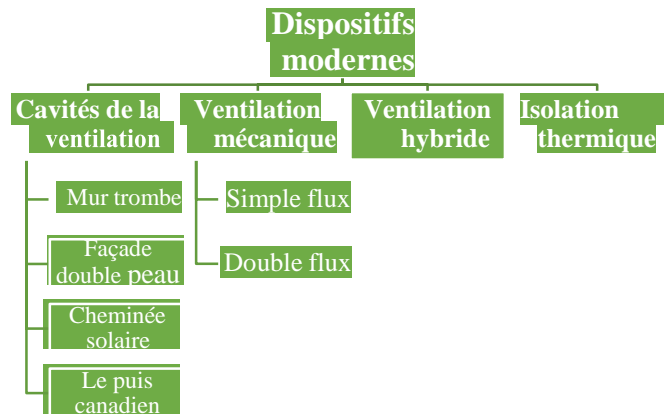 Dispositifs
modernes
Cavités de la
ventilation
Ventilation
mécanique
Ventilation
hybride
Isolation
thermique
Mur trombe
Façade
double peau
Cheminée
solaire
Le puis
canadien
Simple flux
Double flux